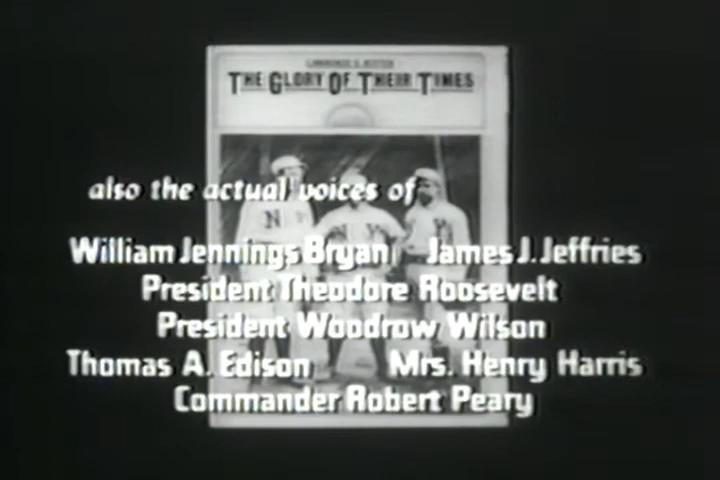 LAWRENCE S. RITTER
THE GLORY OF THEIR TIMES
also the actual voices of
William Jennings Bryan James J. Jeffries
President Theodore Roosevelt
President Woodrow Wilson
Thomas A. Edison Mrs. Henry Harris
Commander Robert Peary
N Y